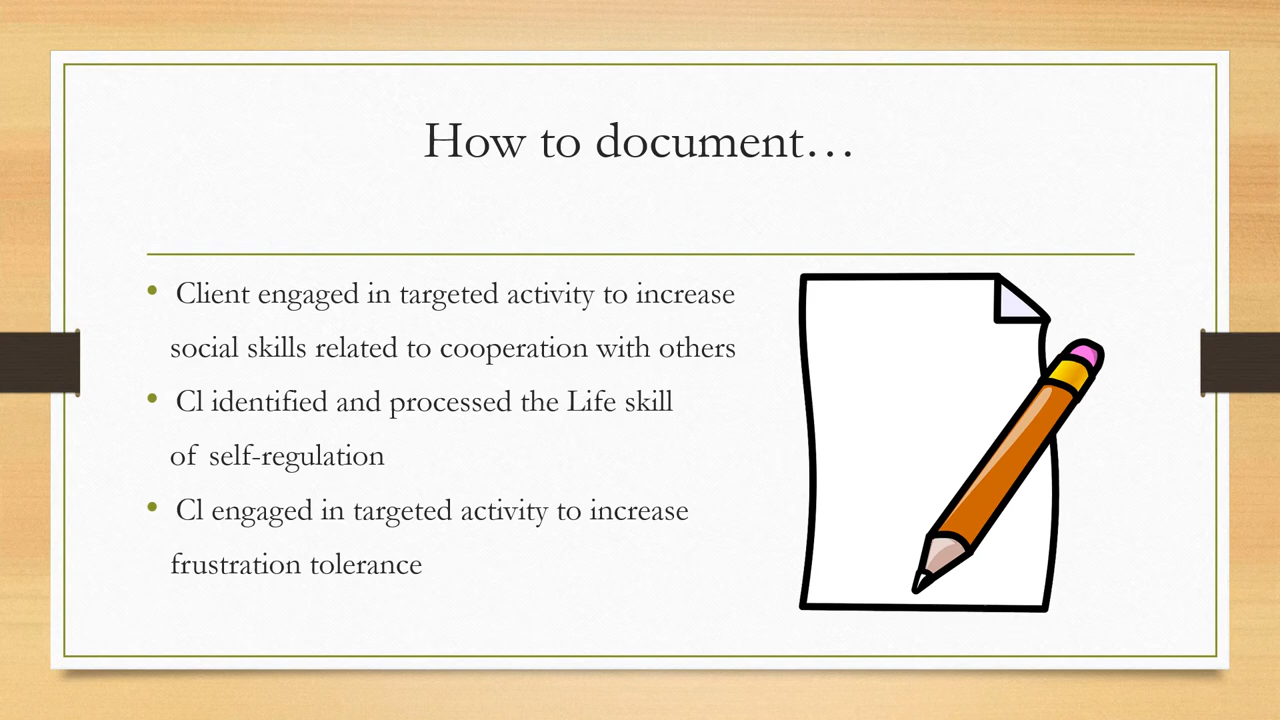 How to document…
• Client engaged in targeted activity to increase
social skills related to cooperation with others
• Cl identified and processed the Life skill
of self-regulation
• Cl engaged in targeted activity to increase
frustration tolerance